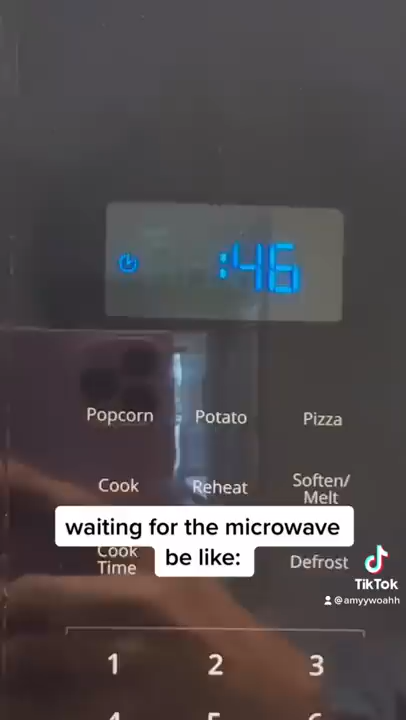 :46
Popcorn Potato Pizza
Cook Reheat Soften/
Melt
waiting for the microwave
be like:
Cook
Time
Defrost
TikTok
@amyywoahh
1 2 3